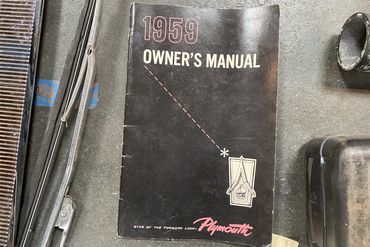 1959
OWNER'S MANUAL
STAR OF THE FORWARD LOOK
Plymouth